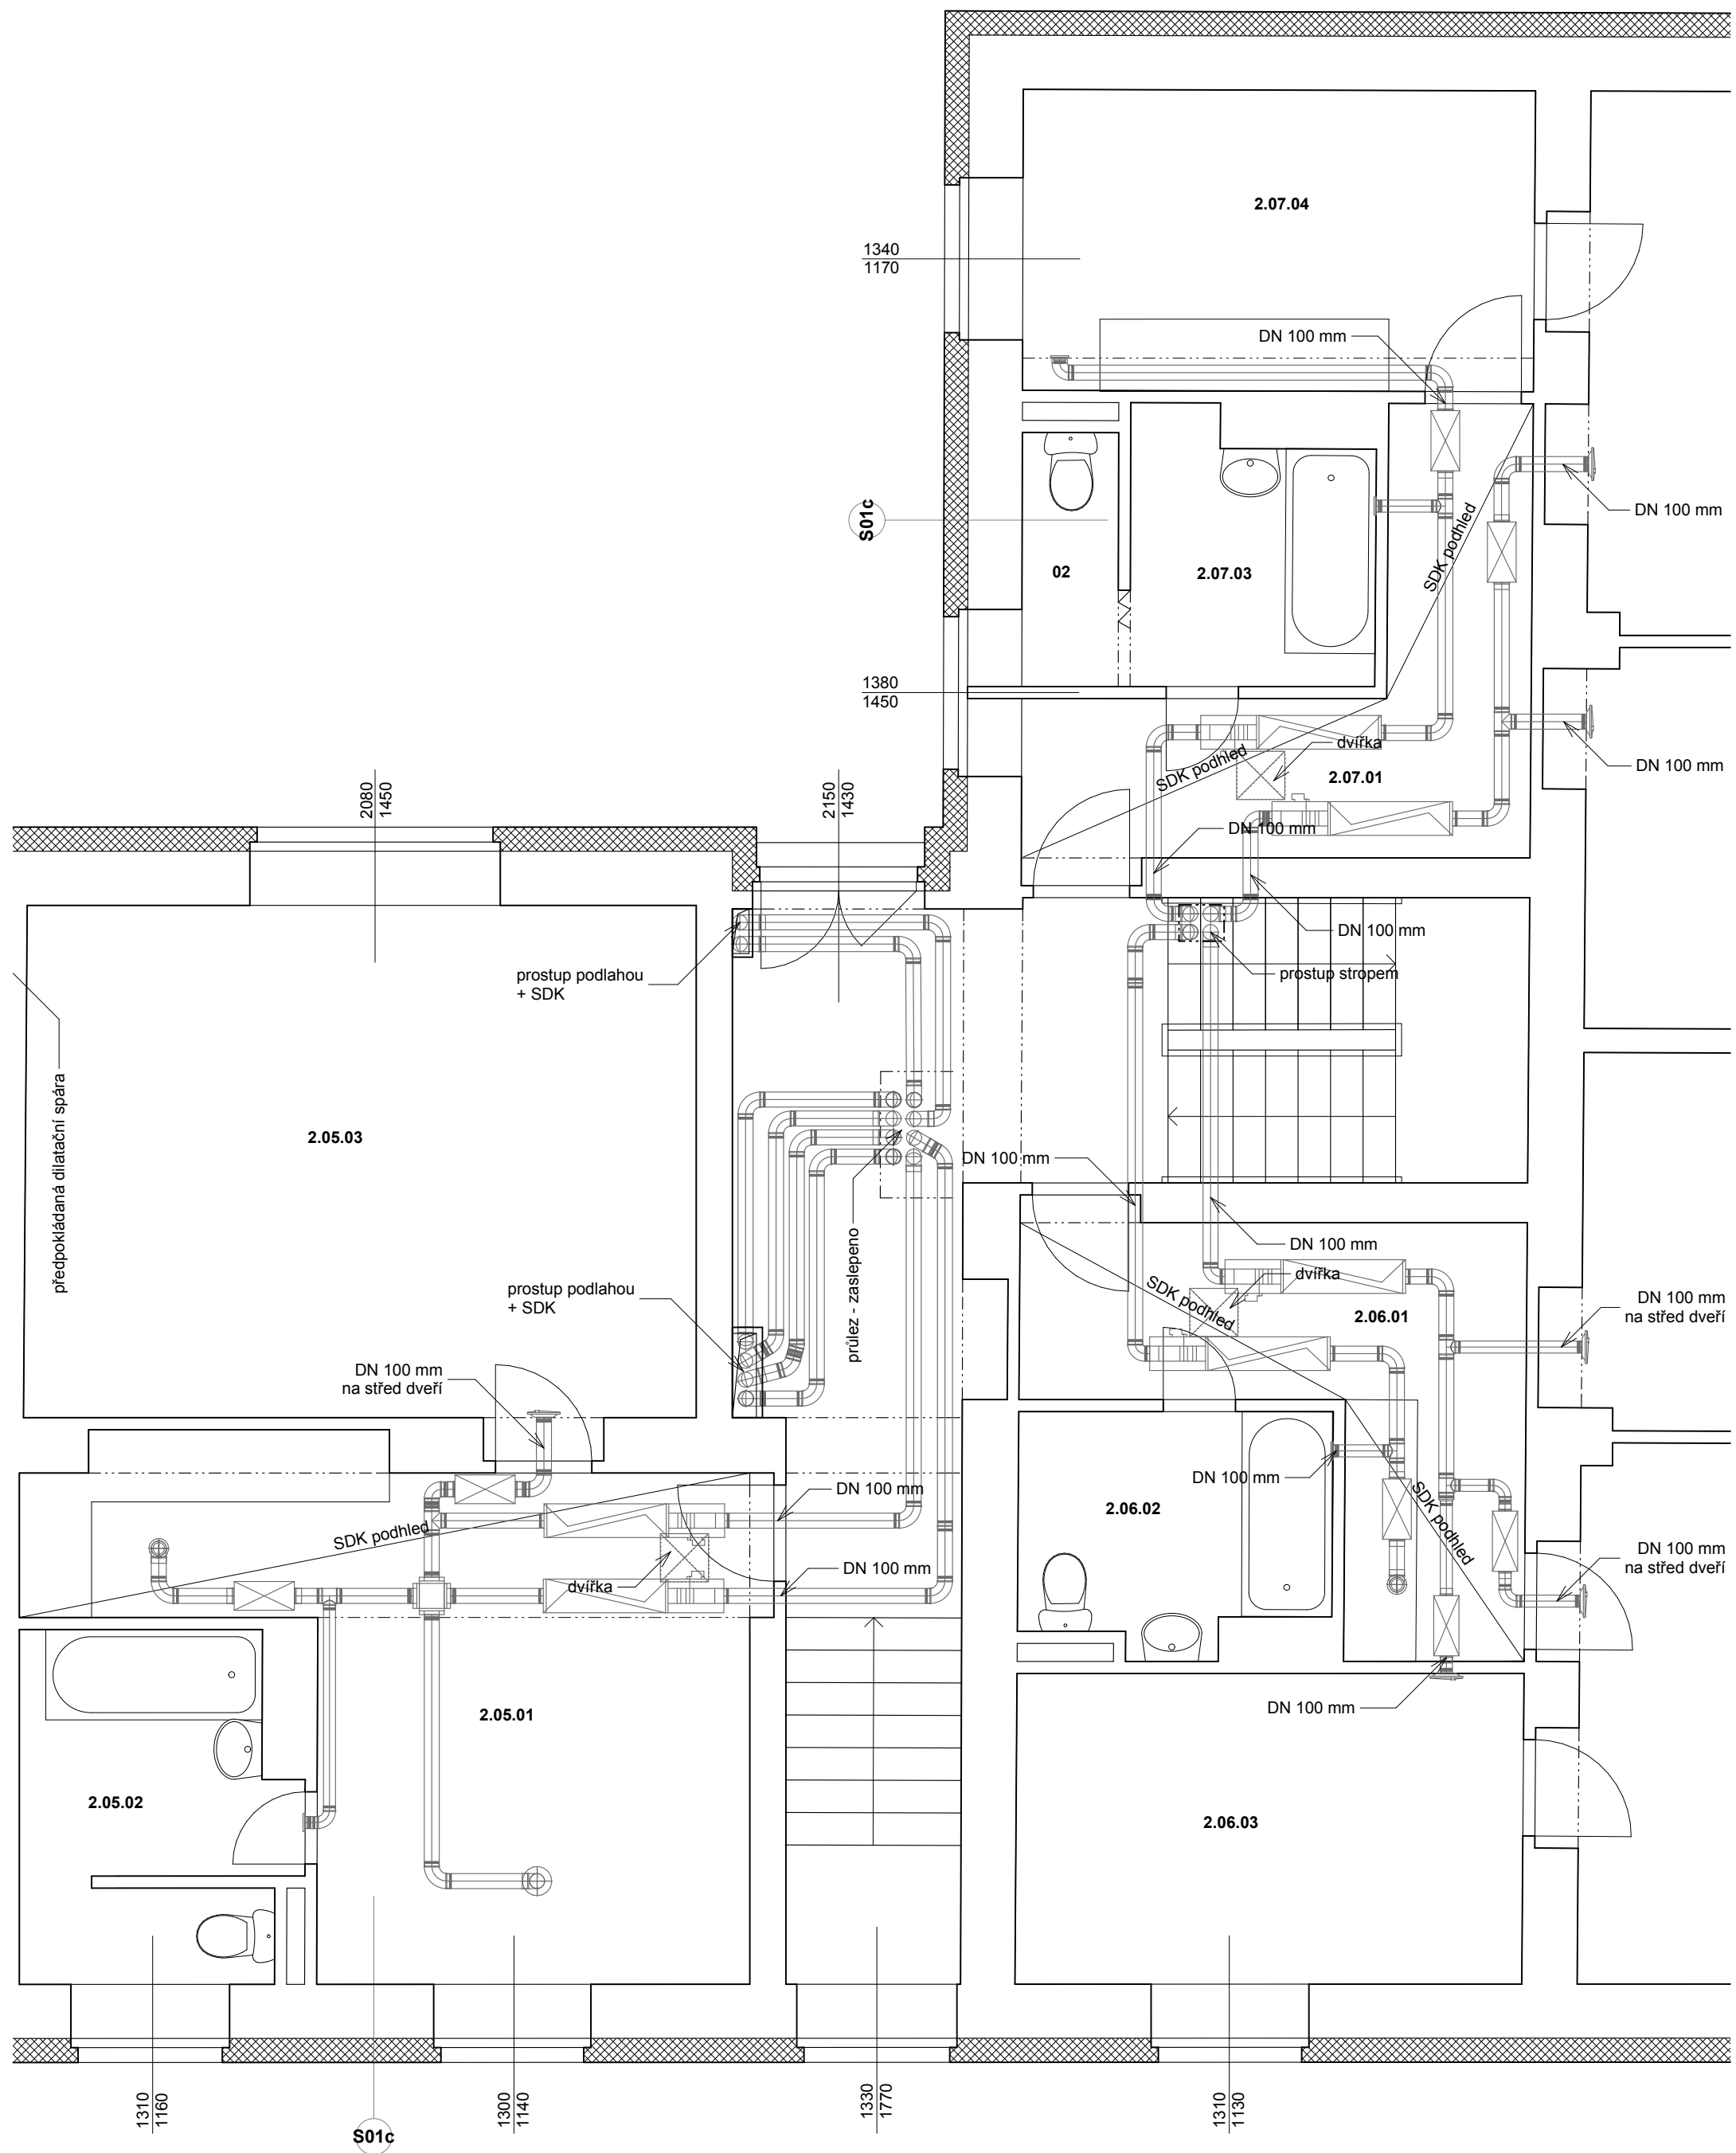 2.07.04
1340
1170
DN 100 mm
SDK podhled
DN 100 mm
S01c
02
2.07.03
1380
1450
dvířka
SDK podhled
2.07.01
DN 100 mm
2080
1450
2150
1430
DN 100 mm
DN 100 mm
prostup stropem
prostup podlahou
+ SDK
předpokládaná dilatační spára
2.05.03
DN 100 mm
průlez - zaslepeno
DN 100 mm
dvířka
SDK podhled
2.06.01
prostup podlahou
+ SDK
DN 100 mm
na střed dveří
DN 100 mm
na střed dveří
DN 100 mm
2.06.02
SDK podhled
DN 100 mm
SDK podhled
DN 100 mm
na střed dveří
DN 100 mm
dvířka
2.05.01
DN 100 mm
2.05.02
2.06.03
1310
1160
1300
1140
1330
1770
1310
1130
S01c